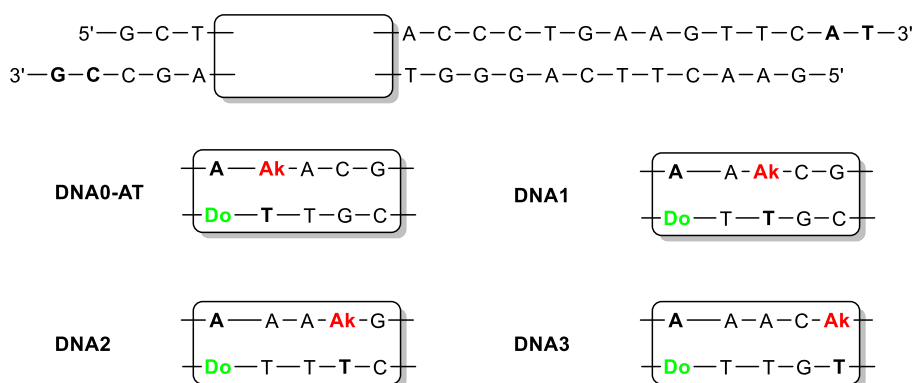 5'-G-C-T- -A-C-C-C-T-G-A-A-G-T-T-C-A-T-3'
3'-G-C-C-G-A- -T-G-G-G-A-C-T-T-C-A-A-G-5'
DNA0-AT
A-Ak-A-C-G
Do-T-T-G-C
DNA1
A-A-Ak-C-G
Do-T-T-G-C
DNA2
A-A-A-Ak-G
Do-T-T-T-C
DNA3
A-A-A-C-Ak
Do-T-T-G-T